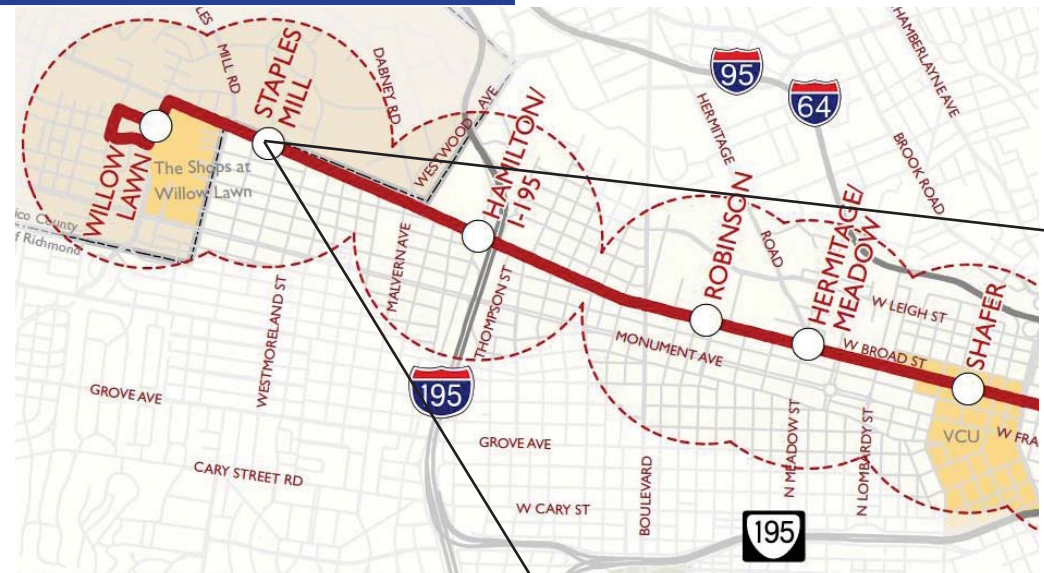 LES
MILL RD
STAPLES
MILL
DABNEY RD
WESTWOOD AVE
HAMILTON/
I-195
WILLOW
LAWN
The Shops at
Willow Lawn
ico County
f Richmond
95
64
HERMITAGE
ROAD
HAMBERLAYNE AVE
BROOK ROAD
ROBINSON
HERMITAGE/
MEADOW
W LEIGH ST
SHAFER
W BROAD ST
MALVERN AVE
THOMPSON ST
MONUMENT AVE
WESTMORELAND ST
195
GROVE AVE
GROVE AVE
CARY STREET RD
W CARY ST
BOULEVARD
N MEADOW ST
N LOMBARDY ST
VCU
W FRA
195